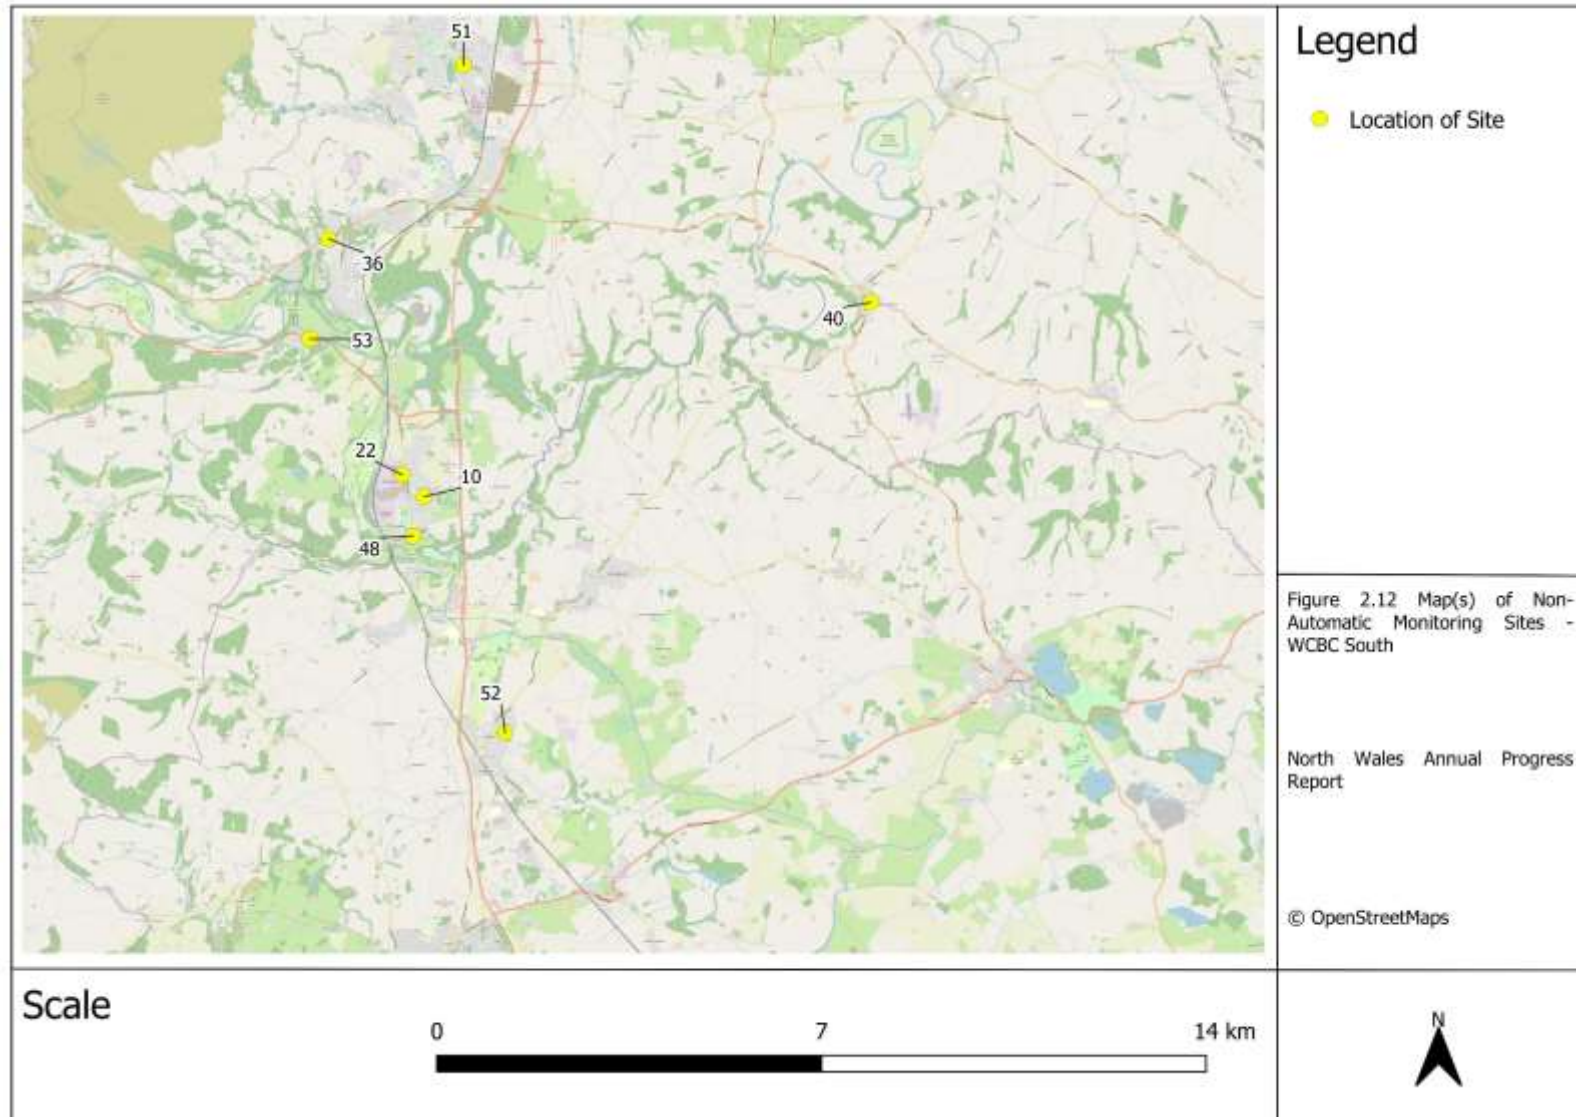 51
36
40
53
22
10
48
52
Legend
Location of Site
Figure 2.12 Map(s) of Non-
Automatic Monitoring Sites -
WCBC South
North Wales Annual Progress
Report
© OpenStreetMaps
Scale
0 7 14 km
N